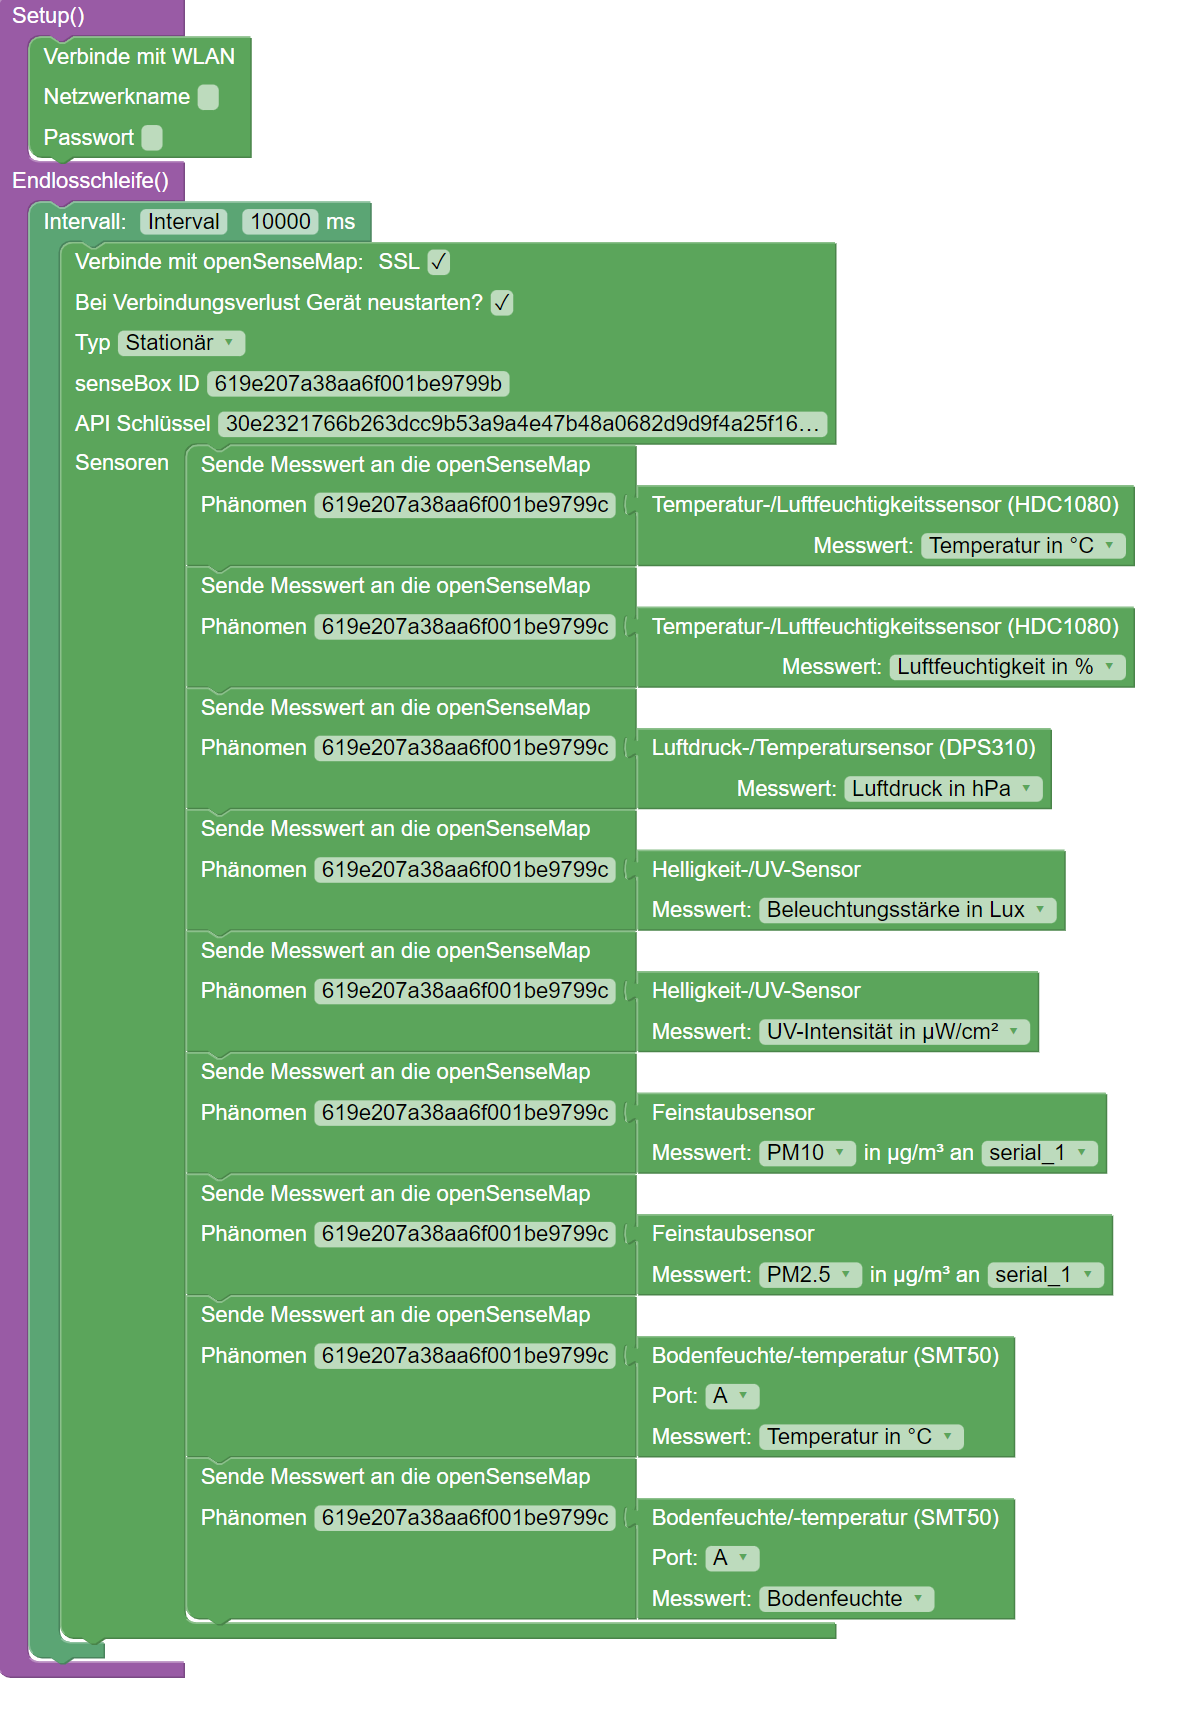 Setup()
Verbinde mit WLAN
Netzwerkname
Passwort
Endlosschleife()
Intervall: Interval 10000 ms
Verbinde mit openSenseMap: SSL ✓
Bei Verbindungsverlust Gerät neustarten? ✓
Typ Stationär
senseBox ID 619e207a38aa6f001be9799b
API Schlüssel 30e2321766b263dcc9b53a9a4e47b48a0682d9d9f4a25f16...
Sensoren Sende Messwert an die openSenseMap
Phänomen 619e207a38aa6f001be9799c Temperatur-/Luftfeuchtigkeitssensor (HDC1080)
Messwert: Temperatur in °C
Sende Messwert an die openSenseMap
Phänomen 619e207a38aa6f001be9799c Temperatur-/Luftfeuchtigkeitssensor (HDC1080)
Messwert: Luftfeuchtigkeit in %
Sende Messwert an die openSenseMap
Phänomen 619e207a38aa6f001be9799c Luftdruck-/Temperatursensor (DPS310)
Messwert: Luftdruck in hPa
Sende Messwert an die openSenseMap
Phänomen 619e207a38aa6f001be9799c Helligkeit-/UV-Sensor
Messwert: Beleuchtungsstärke in Lux
Sende Messwert an die openSenseMap
Phänomen 619e207a38aa6f001be9799c Helligkeit-/UV-Sensor
Messwert: UV-Intensität in µW/cm²
Sende Messwert an die openSenseMap
Phänomen 619e207a38aa6f001be9799c Feinstaubsensor
Messwert: PM10 in µg/m³ an serial_1
Sende Messwert an die openSenseMap
Phänomen 619e207a38aa6f001be9799c Feinstaubsensor
Messwert: PM2.5 in µg/m³ an serial_1
Sende Messwert an die openSenseMap
Phänomen 619e207a38aa6f001be9799c Bodenfeuchte/-temperatur (SMT50)
Port: A
Messwert: Temperatur in °C
Sende Messwert an die openSenseMap
Phänomen 619e207a38aa6f001be9799c Bodenfeuchte/-temperatur (SMT50)
Port: A
Messwert: Bodenfeuchte